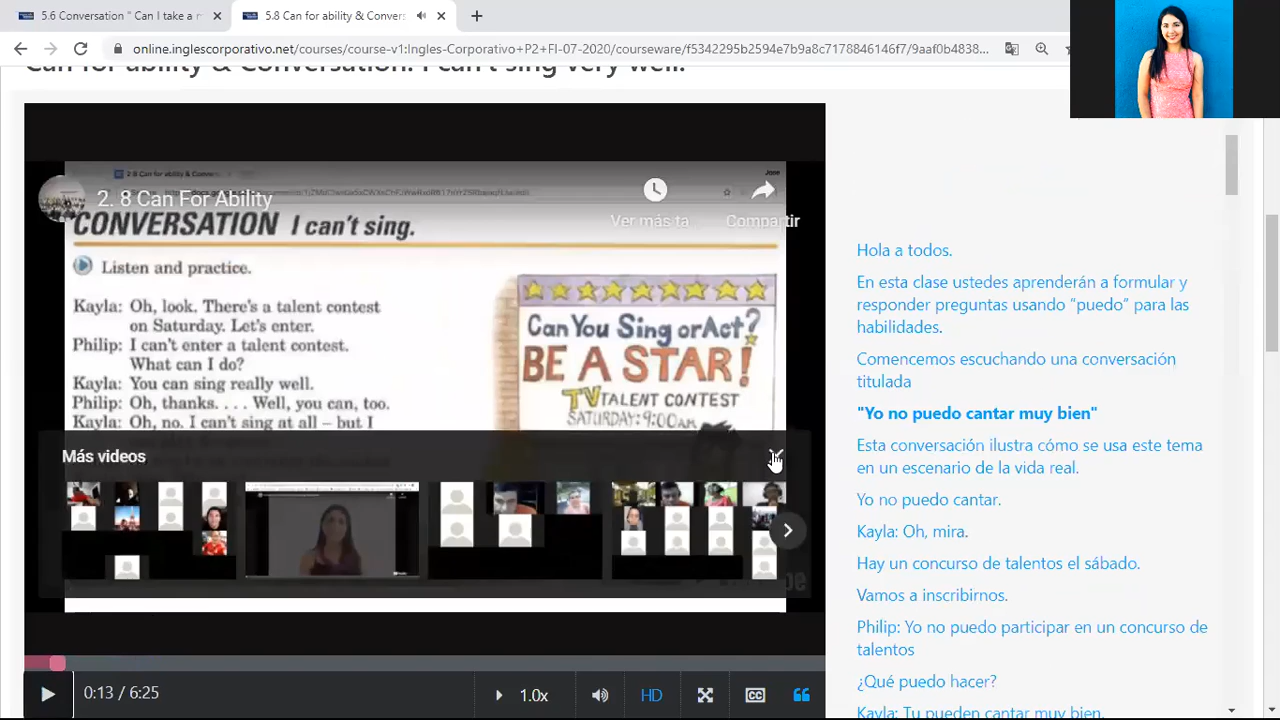 5.6 Conversation " Can I take a m
5.8 Can for ability & Convers
online.inglescorporativo.net/courses/course-v1:Ingles-Corporativo+P2+FI-07-2020/courseware/f5342295b2594e7b9a8c7178846146f7/9aaf0b4838...
Can for ability & Conversation: I can't sing very well.
2. 8 Can For Ability
Ver más ta
Compartir
CONVERSATION I can't sing.
Listen and practice.
Kayla: Oh, look. There's a talent contest
on Saturday. Let's enter.
Philip: I can't enter a talent contest.
What can I do?
Kayla: You can sing really well.
Philip: Oh, thanks. . . . Well, you can, too.
Kayla: Oh, no. I can't sing at all – but I
Can You Sing or Act?
BE A STAR!
TV TALENT CONTEST
SATURDAY: 9:00 AM
Más videos
0:13 / 6:25
1.0x
HD
CC
Hola a todos.
En esta clase ustedes aprenderán a formular y
responder preguntas usando “puedo” para las
habilidades.
Comencemos escuchando una conversación
titulada
"Yo no puedo cantar muy bien"
Esta conversación ilustra cómo se usa este tema
en un escenario de la vida real.
Yo no puedo cantar.
Kayla: Oh, mira.
Hay un concurso de talentos el sábado.
Vamos a inscribirnos.
Philip: Yo no puedo participar en un concurso de
talentos
¿Qué puedo hacer?
Kayla: Tu pueden cantar muy bien.